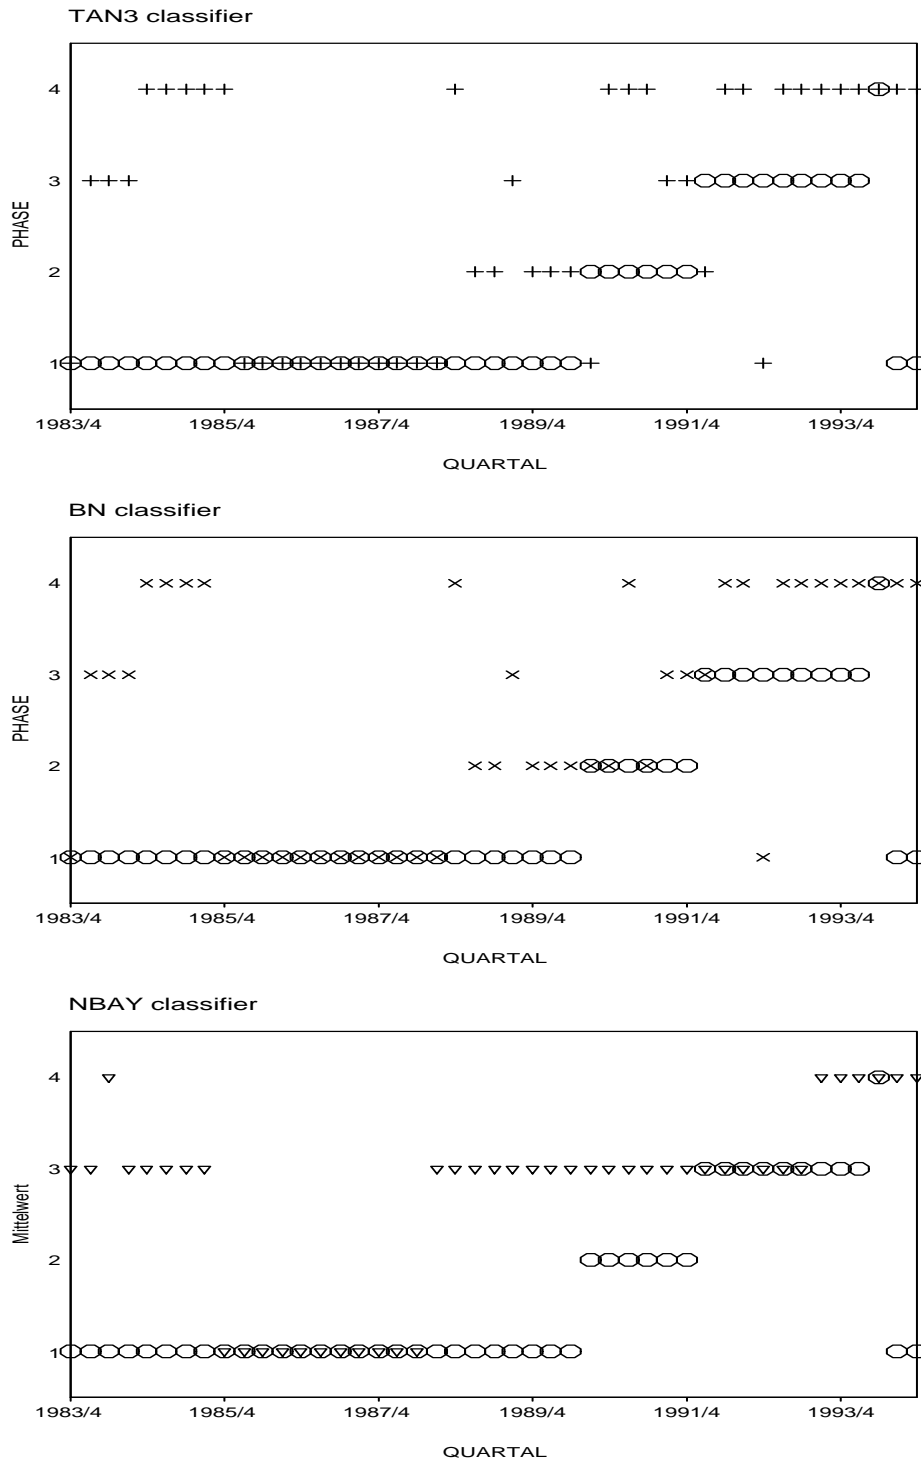 TAN3 classifier
4
3
2
1
PHASE
1983/4 1985/4 1987/4 1989/4 1991/4 1993/4
QUARTAL
BN classifier
4
3
2
1
PHASE
1983/4 1985/4 1987/4 1989/4 1991/4 1993/4
QUARTAL
NBAY classifier
4
3
2
1
Mittelwert
1983/4 1985/4 1987/4 1989/4 1991/4 1993/4
QUARTAL